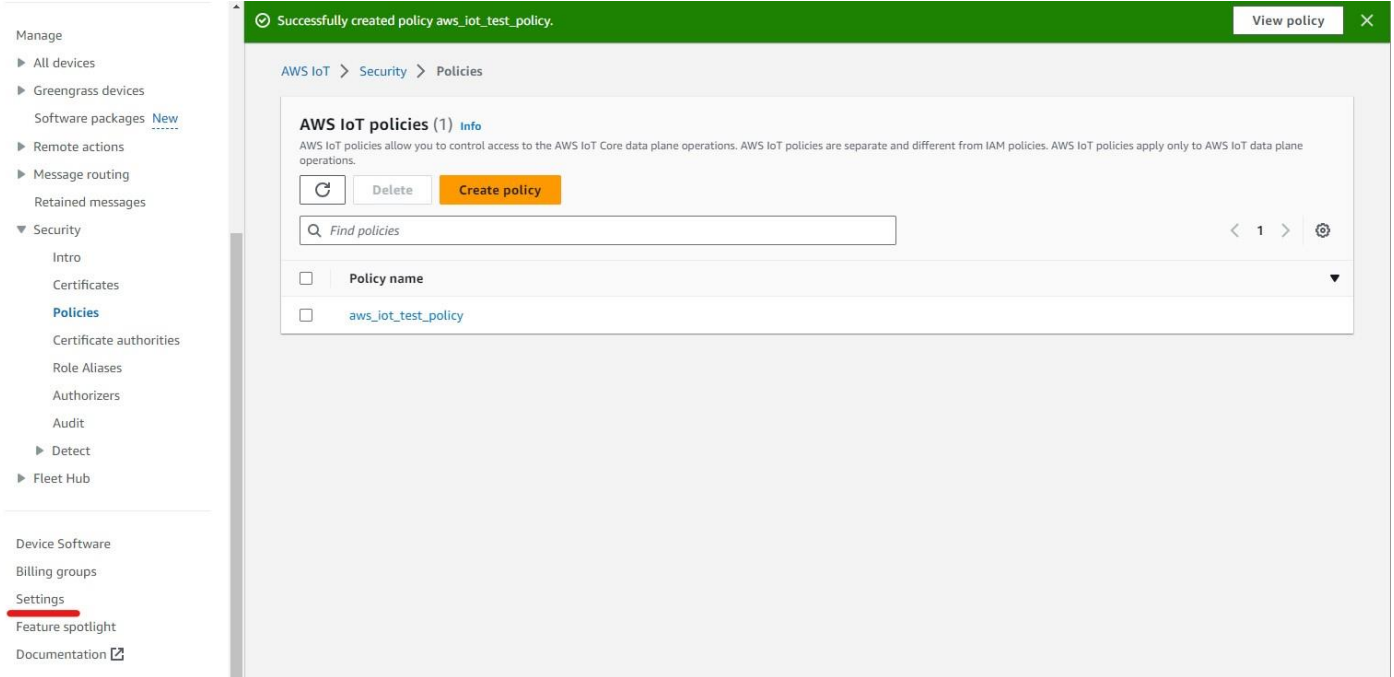 Manage
All devices
Greengrass devices
Software packages New
Remote actions
Message routing
Retained messages
Security
Intro
Certificates
Policies
Certificate authorities
Role Aliases
Authorizers
Audit
Detect
Fleet Hub
Device Software
Billing groups
Settings
Feature spotlight
Documentation
Successfully created policy aws_iot_test_policy.
View policy
AWS IoT > Security > Policies
AWS IoT policies (1) Info
AWS IoT policies allow you to control access to the AWS IoT Core data plane operations. AWS IoT policies are separate and different from IAM policies. AWS IoT policies apply only to AWS IoT data plane
operations.
Delete
Create policy
Find policies
1
Policy name
aws_iot_test_policy